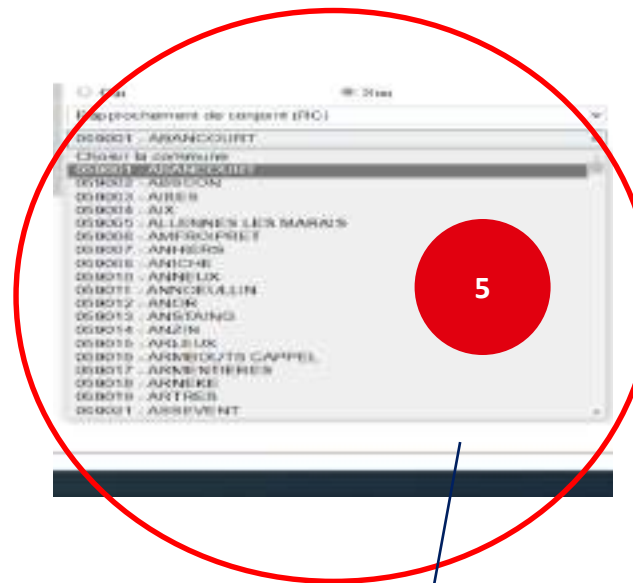 Oui Non
Rapprochement de conjoint (RC)
059001 - ABANCOURT
Choisir la commune
059001 - ABANCOURT
059002 - ABSCON
059003 - AIBES
059004 - AIX
059005 - ALLENNES LES MARAIS
059006 - AMFROIPRET
059007 - ANHIERS
059008 - ANICHE
059010 - ANNEUX
059011 - ANNOEULLIN
059012 - ANOR
059013 - ANSTAING
059014 - ANZIN
059015 - ARLEUX
059016 - ARMBOUTS CAPPEL
059017 - ARMENTIERES
059018 - ARNEKE
059019 - ARTRES
059021 - ASSEVENT
5